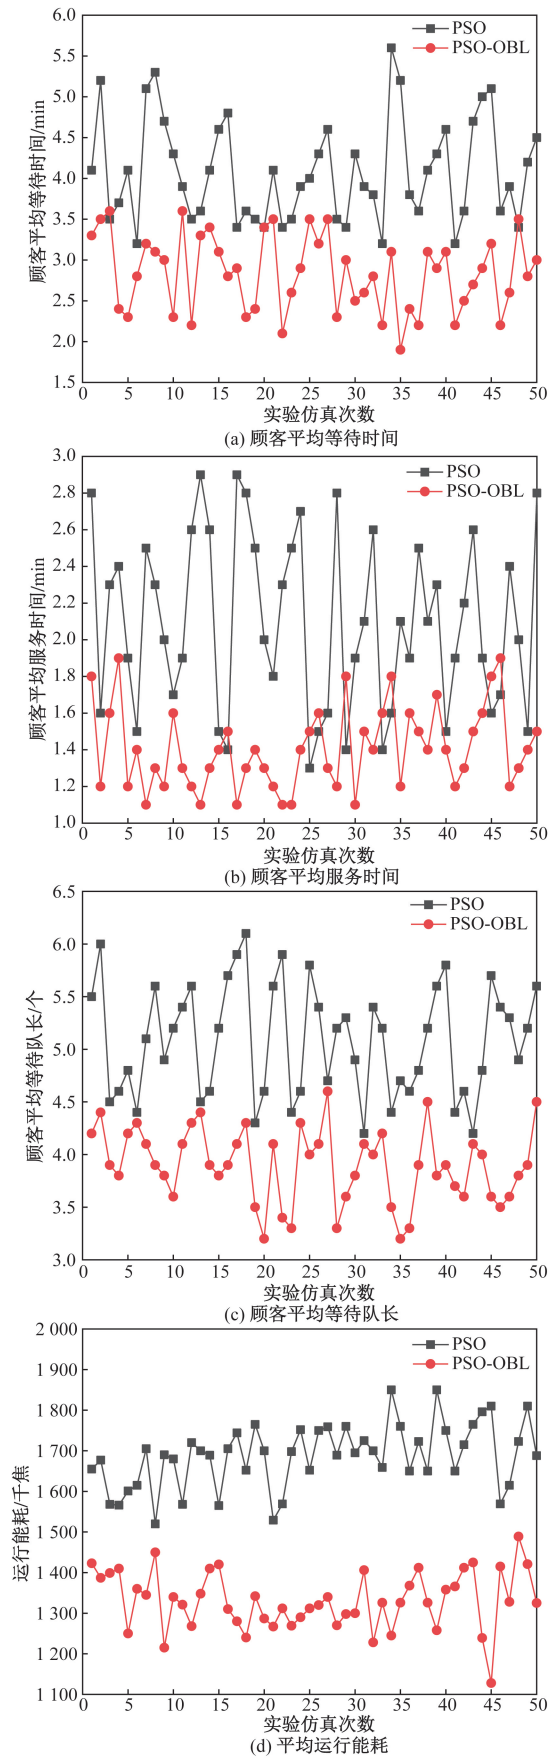 6.0
PSO
PSO-OBL
5.5
5.0
4.5
4.0
3.5
3.0
2.5
2.0
1.5
顾客平均等待时间/min
0 5 10 15 20 25 30 35 40 45 50
实验仿真次数
(a) 顾客平均等待时间
3.0
PSO
PSO-OBL
2.8
2.6
2.4
2.2
2.0
1.8
1.6
1.4
1.2
1.0
顾客平均服务时间/min
0 5 10 15 20 25 30 35 40 45 50
实验仿真次数
(b) 顾客平均服务时间
6.5
PSO
PSO-OBL
6.0
5.5
5.0
4.5
4.0
3.5
3.0
顾客平均等待队长/个
0 5 10 15 20 25 30 35 40 45 50
实验仿真次数
(c) 顾客平均等待队长
2 000
PSO
PSO-OBL
1 900
1 800
1 700
1 600
1 500
1 400
1 300
1 200
1 100
运行能耗/千焦
0 5 10 15 20 25 30 35 40 45 50
实验仿真次数
(d) 平均运行能耗